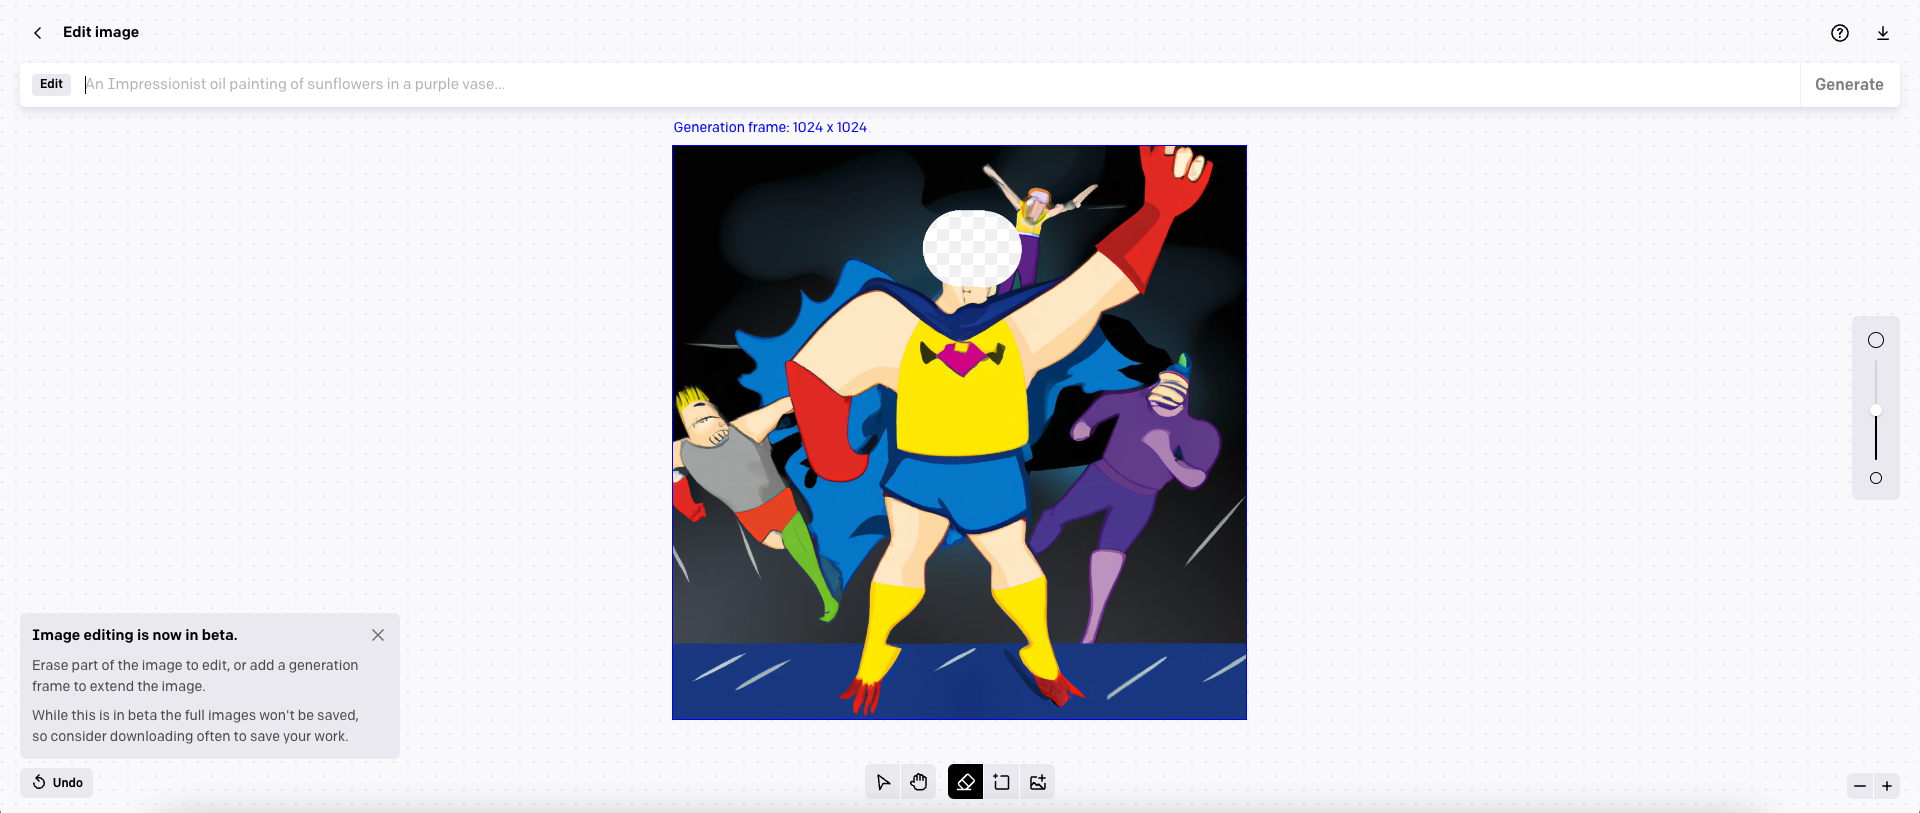 Edit image
Edit
An Impressionist oil painting of sunflowers in a purple vase...
Generate
Generation frame: 1024 x 1024
Image editing is now in beta.
Erase part of the image to edit, or add a generation
frame to extend the image.
While this is in beta the full images won't be saved,
so consider downloading often to save your work.
Undo